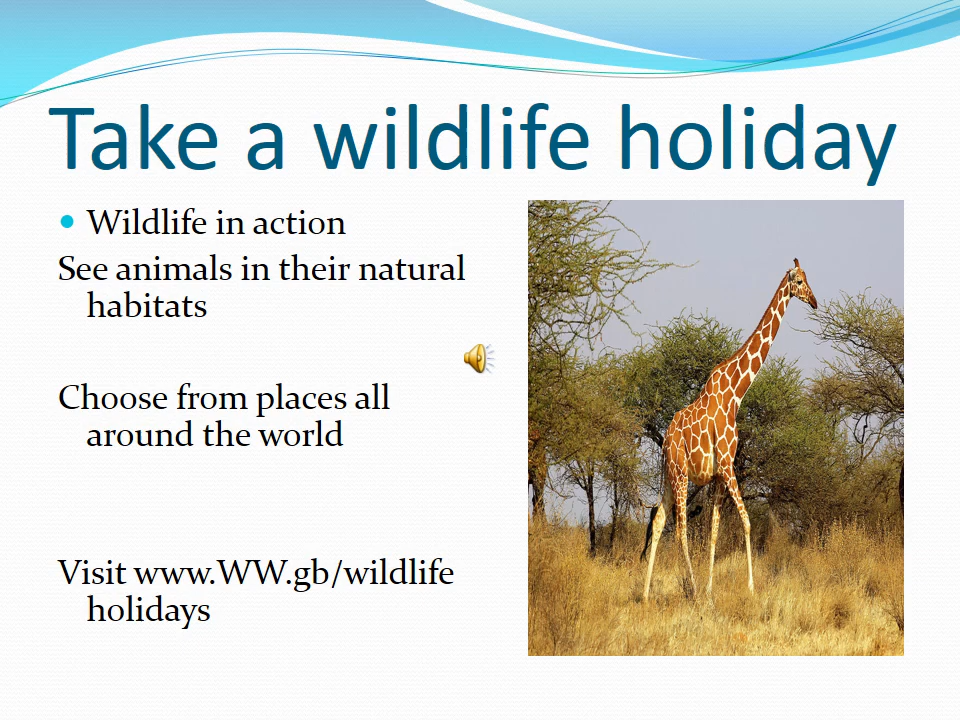 Take a wildlife holiday
Wildlife in action
See animals in their natural
habitats
Choose from places all
around the world
Visit www.WW.gb/wildlife
holidays